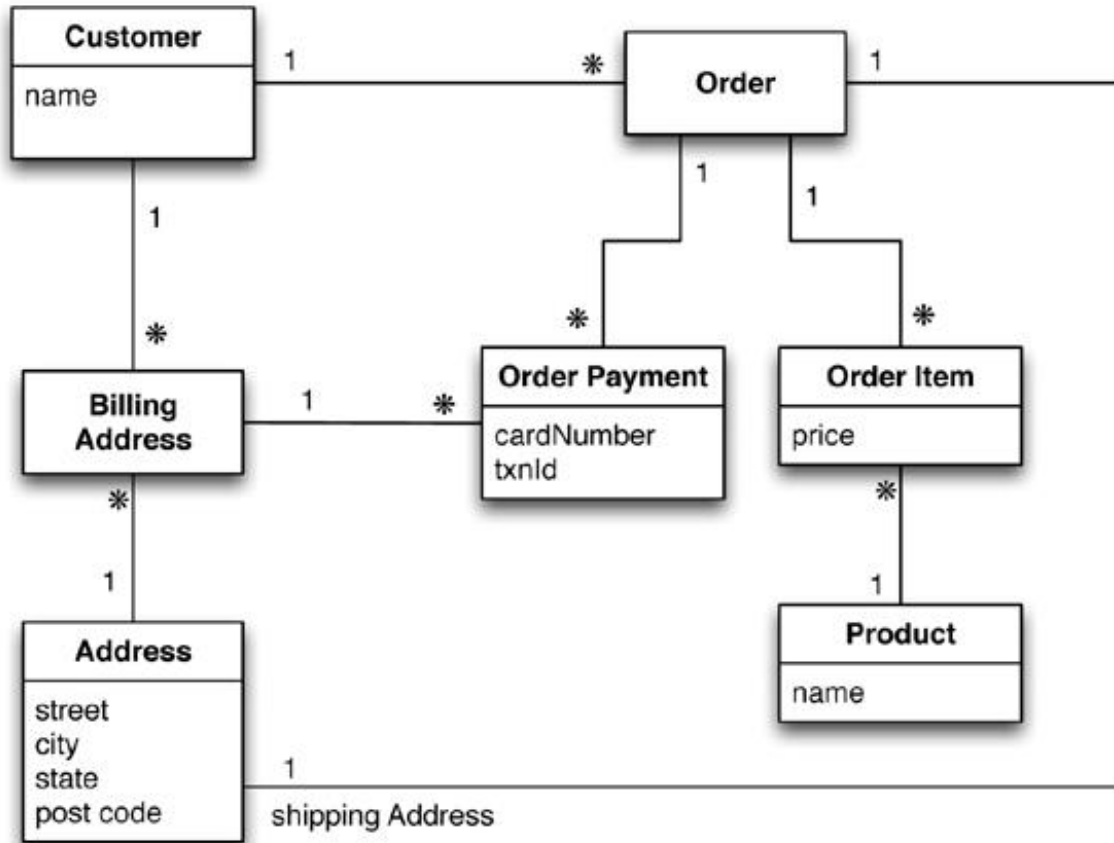 Customer
name
1
*
Order
1
1
1
1
*
*
*
Billing
Address
1
*
Order Payment
cardNumber
txnId
Order Item
price
*
*
1
1
Address
street
city
state
post code
Product
name
1
shipping Address